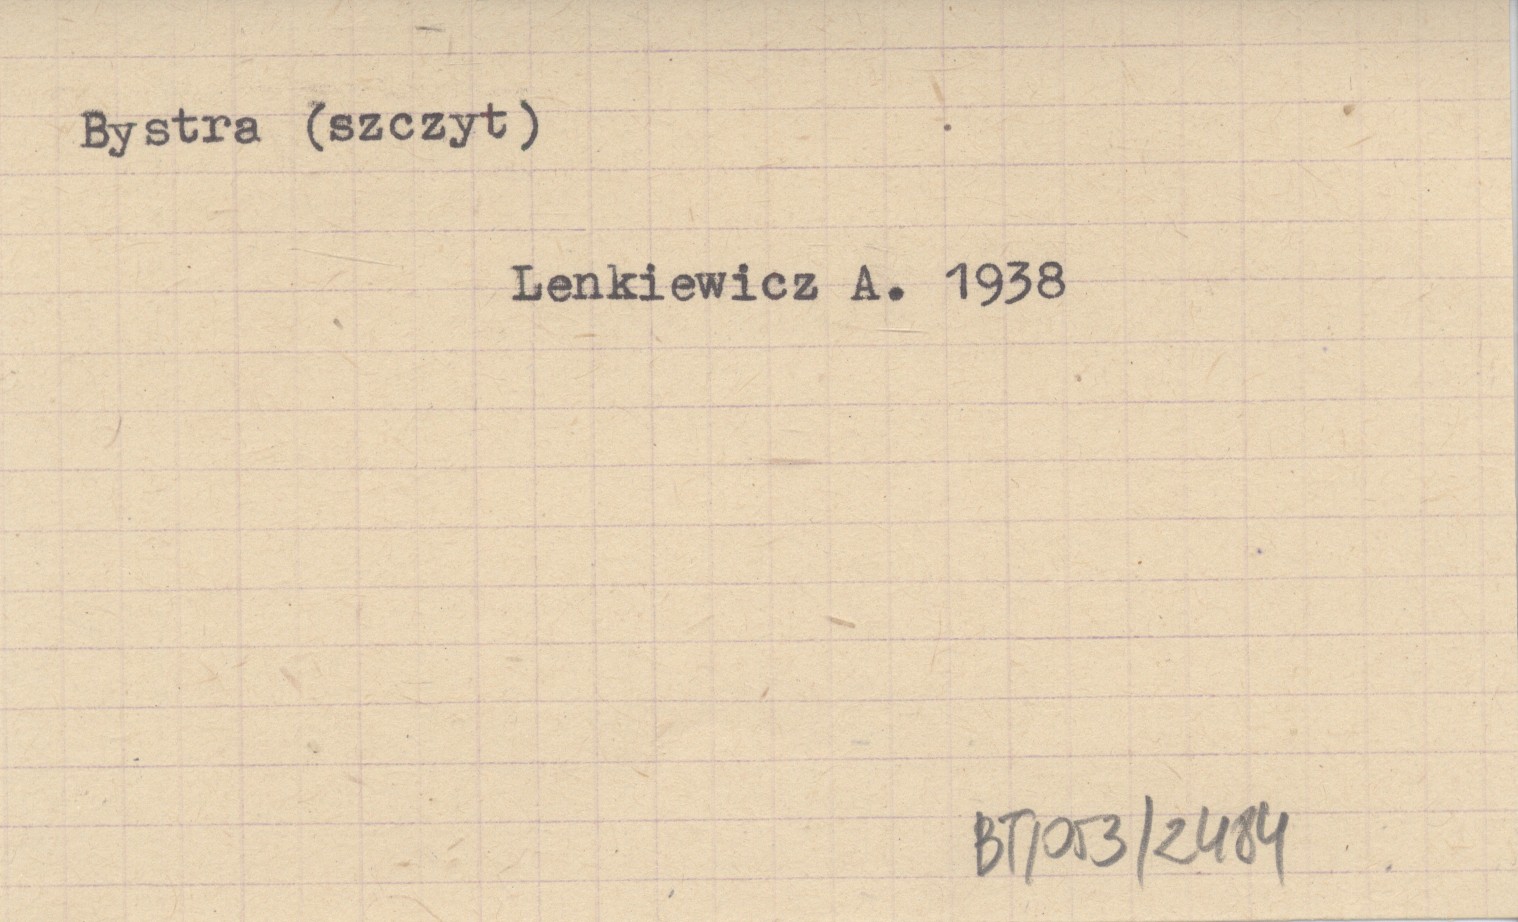 Bystra (szczyt)
Lenkiewicz A. 1938
BT/053/2484